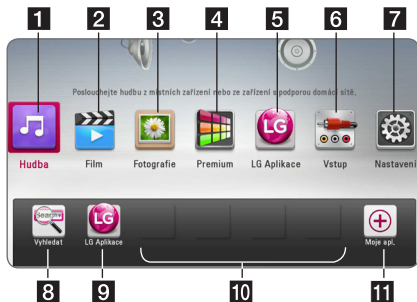 1 2 3 4 5 6 7
Poslouchejte hudbu z místních zařízení nebo ze zařízení s podporou domácí sítě.
LG
Hudba Film Fotografie Premium LG Aplikace Vstup Nastavení
Search
LG
Vyhledat LG Aplikace Moje apl.
8 9 10 11